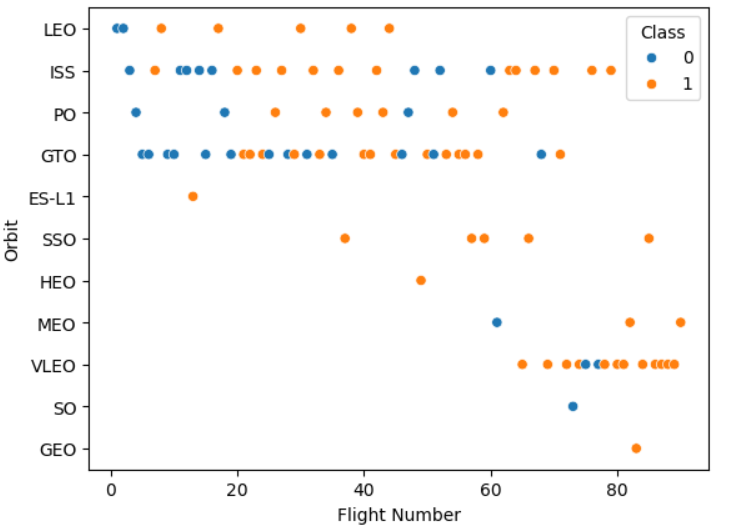 LEO
ISS
PO
GTO
ES-L1
SSO
HEO
MEO
VLEO
SO
GEO
Orbit
Class
0
1
0 20 40 60 80
Flight Number